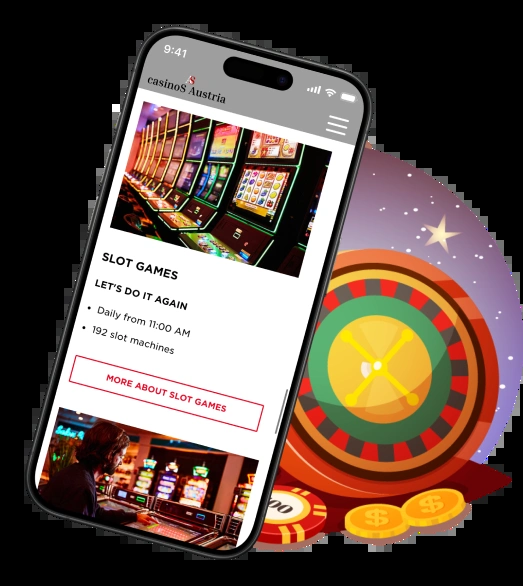 9:41
casinoS Austria
SLOT GAMES
LET'S DO IT AGAIN
• Daily from 11:00 AM
• 192 slot machines
MORE ABOUT SLOT GAMES
$ $